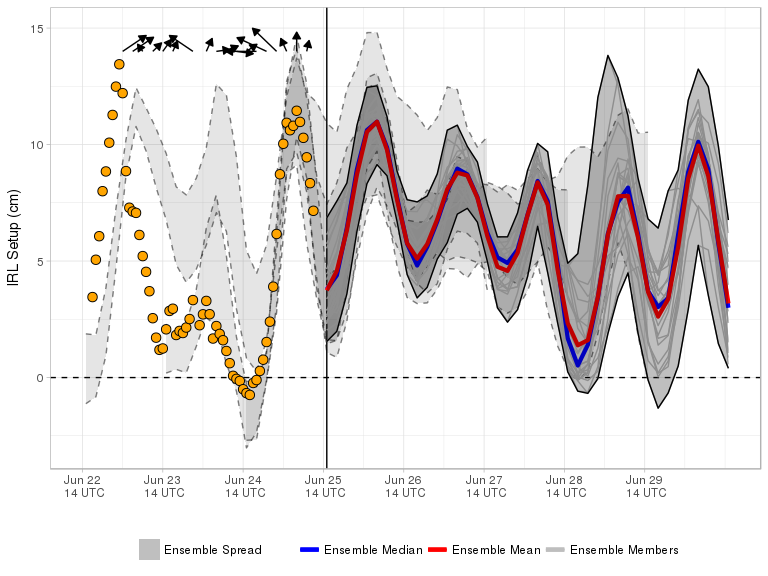 15
10
5
0
IRL Setup (cm)
Jun 22 Jun 23 Jun 24 Jun 25 Jun 26 Jun 27 Jun 28 Jun 29
14 UTC 14 UTC 14 UTC 14 UTC 14 UTC 14 UTC 14 UTC 14 UTC
Ensemble Spread Ensemble Median Ensemble Mean Ensemble Members